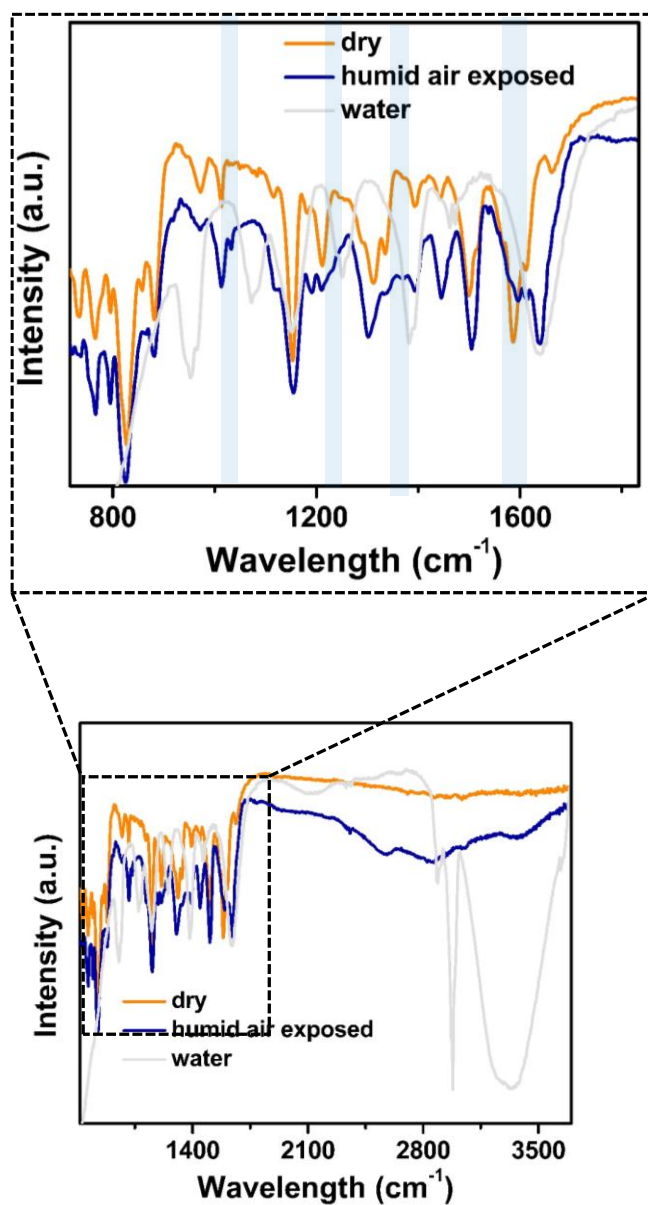 dry
humid air exposed
water
Intensity (a.u.)
800 1200 1600
Wavelength (cm⁻¹)
Intensity (a.u.)
dry
humid air exposed
water
1400 2100 2800 3500
Wavelength (cm⁻¹)